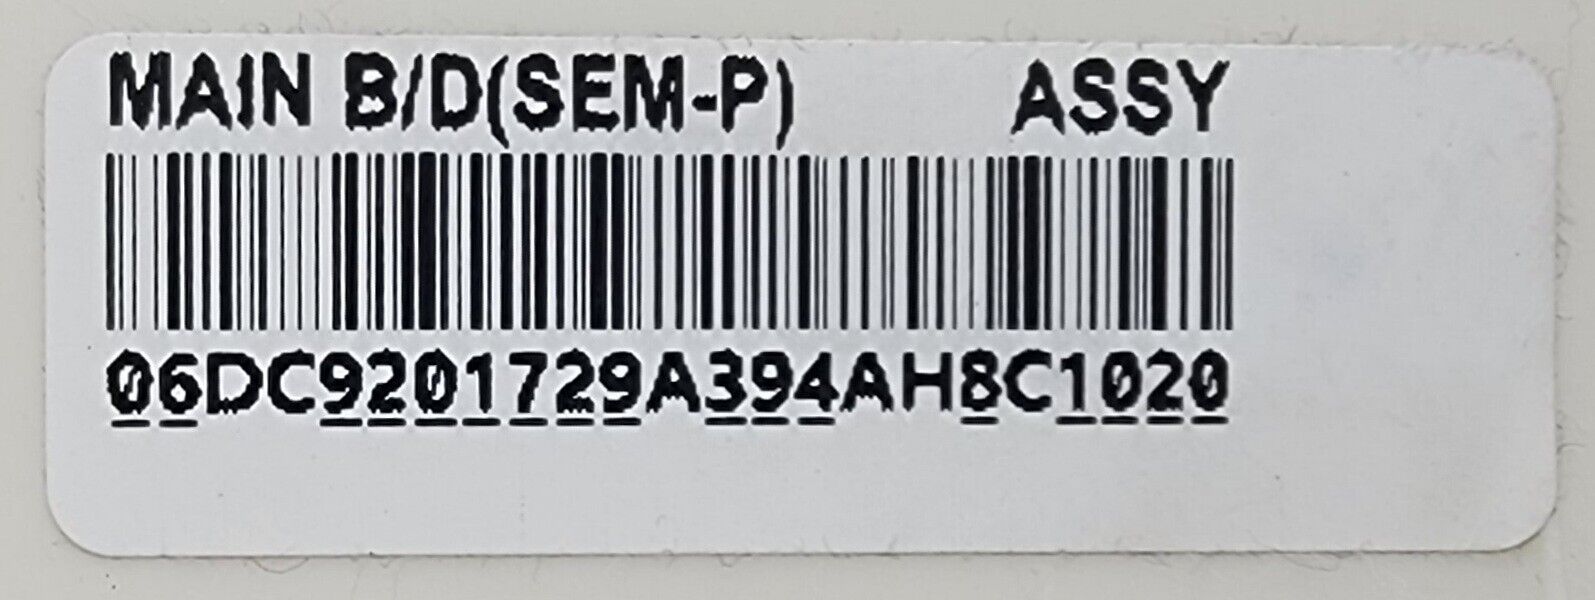 MAIN B/D(SEM-P) ASSY
06DC9201729A394AH8C1020